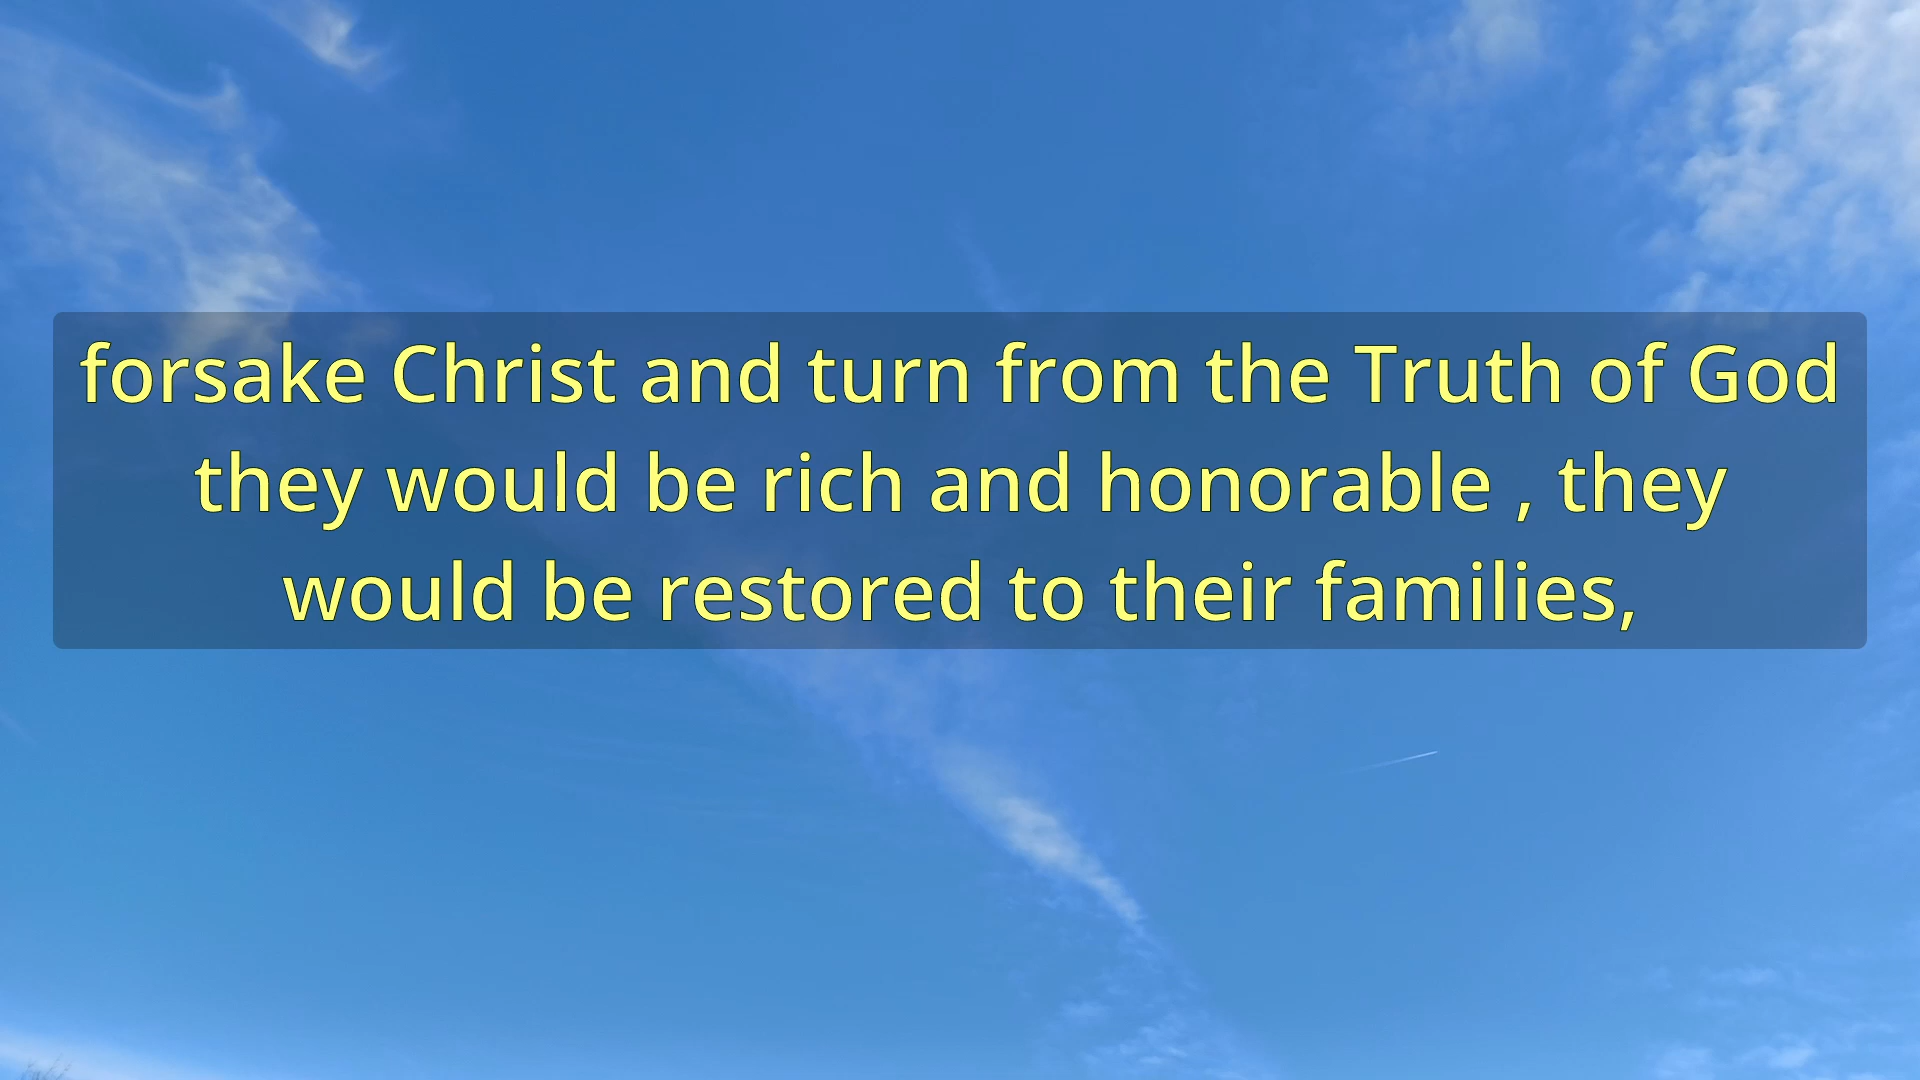 forsake Christ and turn from the Truth of God
they would be rich and honorable , they
would be restored to their families,